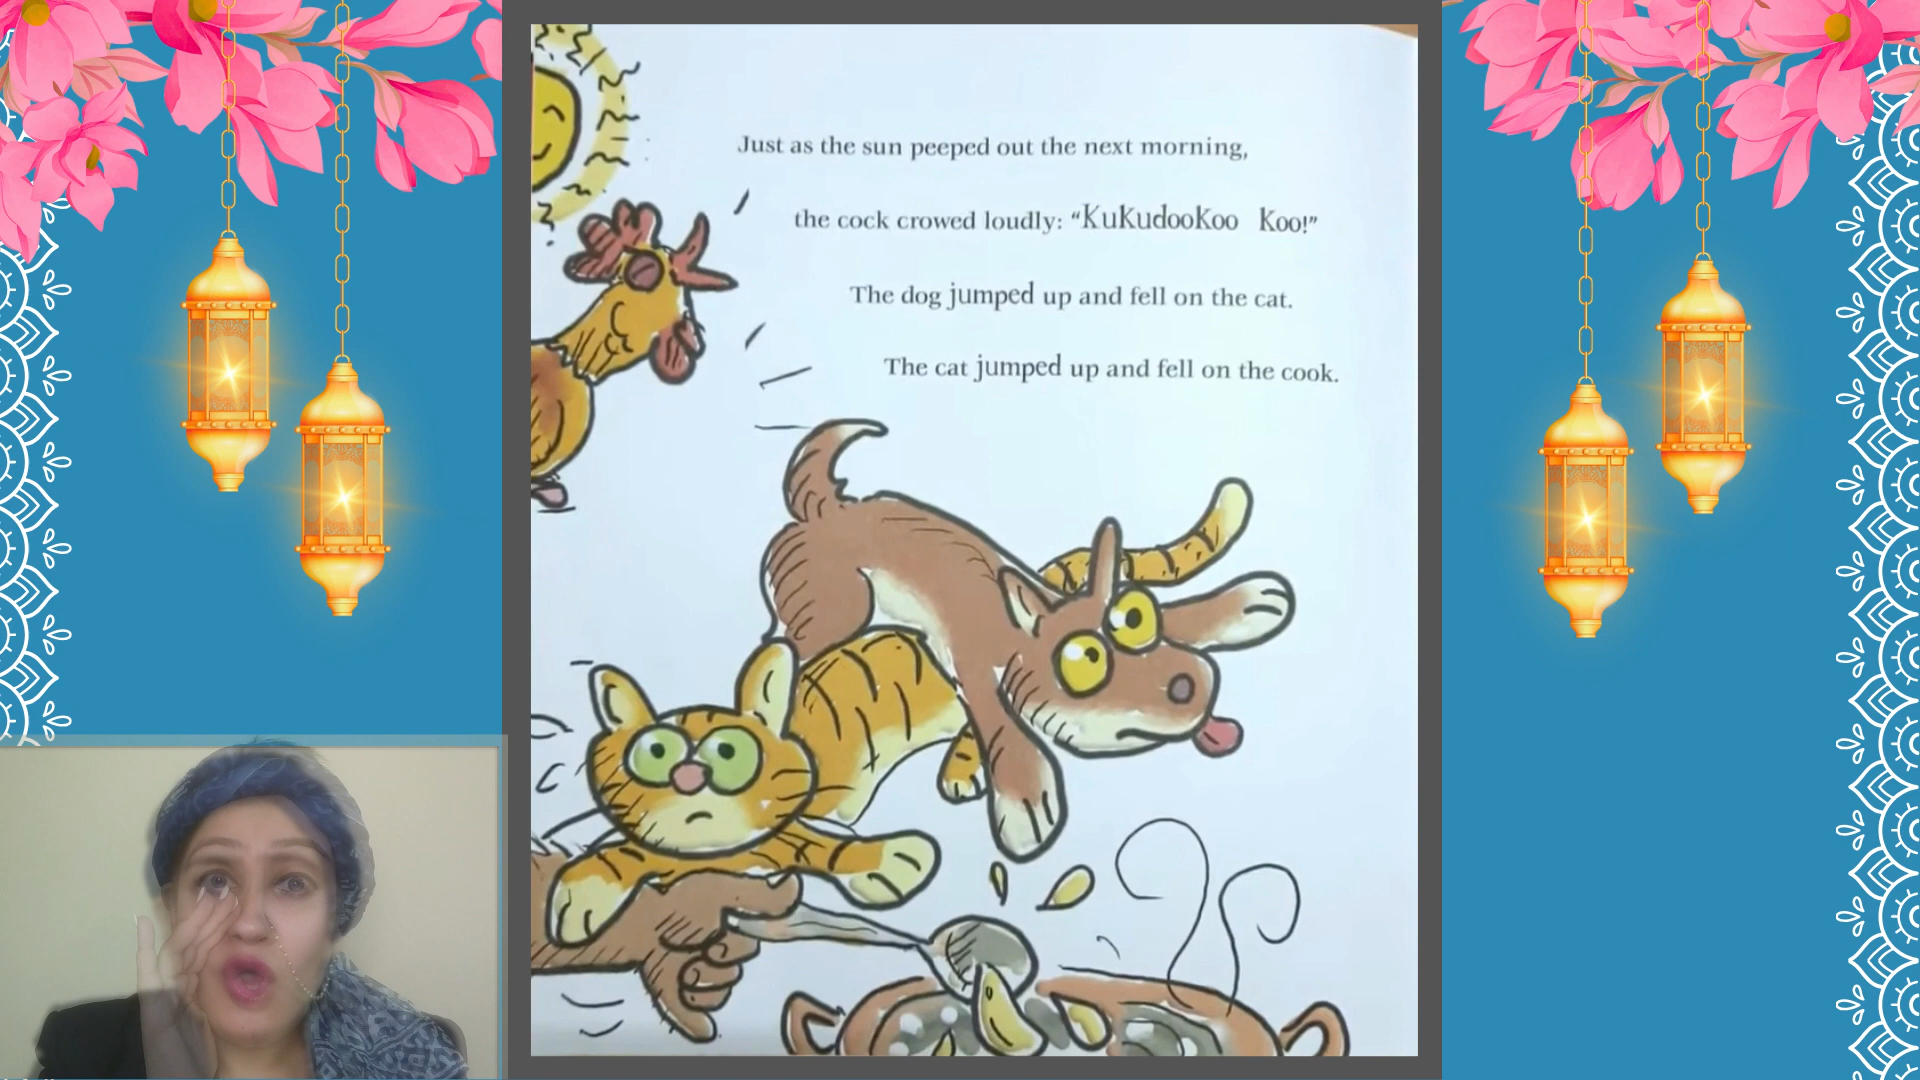 Just as the sun peeped out the next morning,
the cock crowed loudly: “KuKudooKoo Koo!”
The dog jumped up and fell on the cat.
The cat jumped up and fell on the cook.